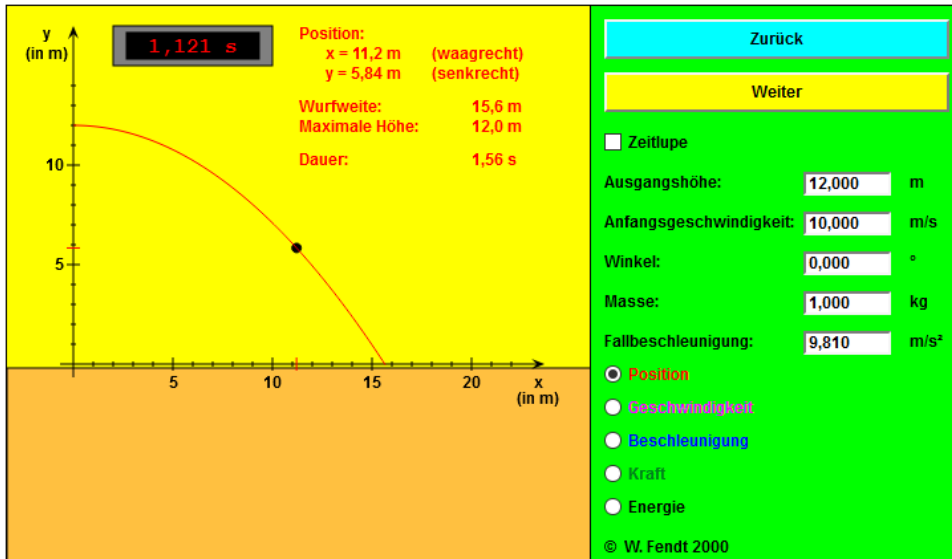 y
(in m)
1,121 s
Position:
x = 11,2 m (waagrecht)
y = 5,84 m (senkrecht)
Wurfweite: 15,6 m
Maximale Höhe: 12,0 m
Dauer: 1,56 s
10
5
5 10 15 20 x
(in m)
Zurück
Weiter
Zeitlupe
Ausgangshöhe: 12,000 m
Anfangsgeschwindigkeit: 10,000 m/s
Winkel: 0,000 °
Masse: 1,000 kg
Fallbeschleunigung: 9,810 m/s²
Position
Geschwindigkeit
Beschleunigung
Kraft
Energie
© W. Fendt 2000